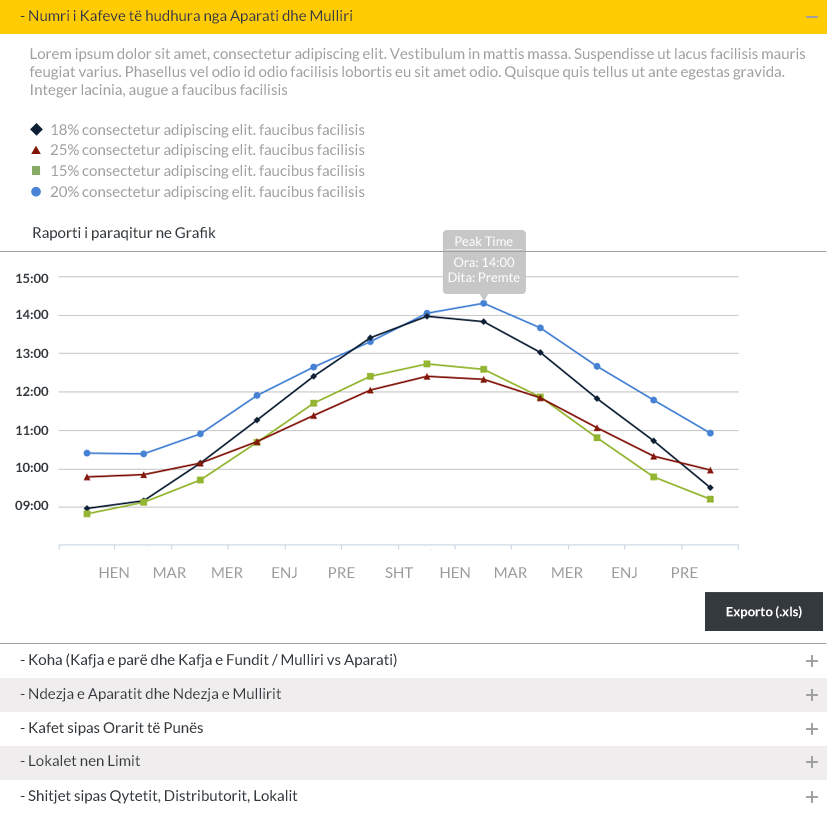 - Numri i Kafeve të hudhura nga Aparati dhe Mulliri
Lorem ipsum dolor sit amet, consectetur adipiscing elit. Vestibulum in mattis massa. Suspendisse ut lacus facilisis mauris
feugiat varius. Phasellus vel odio id odio facilisis lobortis eu sit amet odio. Quisque quis tellus ut ante egestas gravida.
Integer lacinia, augue a faucibus facilisis
18% consectetur adipiscing elit. faucibus facilisis
25% consectetur adipiscing elit. faucibus facilisis
15% consectetur adipiscing elit. faucibus facilisis
20% consectetur adipiscing elit. faucibus facilisis
Raporti i paraqitur ne Grafik
Peak Time
Ora: 14:00
Dita: Premte
15:00
14:00
13:00
12:00
11:00
10:00
09:00
HEN MAR MER ENJ PRE SHT HEN MAR MER ENJ PRE
Exporto (.xls)
- Koha (Kafja e parë dhe Kafja e Fundit / Mulliri vs Aparati)
- Ndezja e Aparatit dhe Ndezja e Mullirit
- Kafet sipas Orarit të Punës
- Lokalet nen Limit
- Shitjet sipas Qytetit, Distributorit, Lokalit